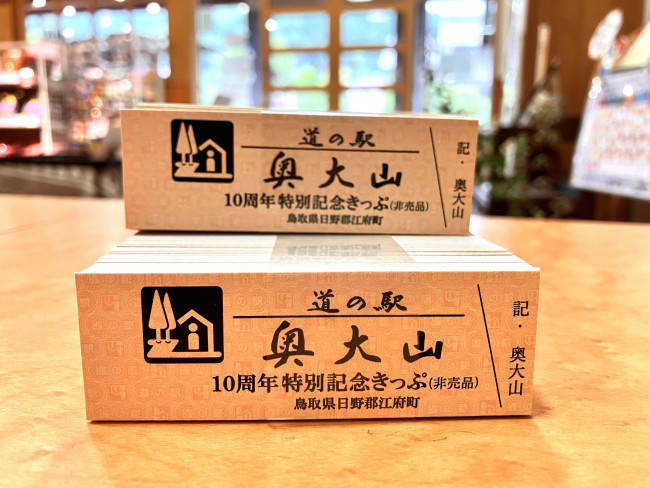 道の駅
奥大山
10周年特別記念きっぷ(非売品)
鳥取県日野郡江府町
記・奥大山
道の駅
奥大山
10周年特別記念きっぷ(非売品)
鳥取県日野郡江府町
記・奥大山